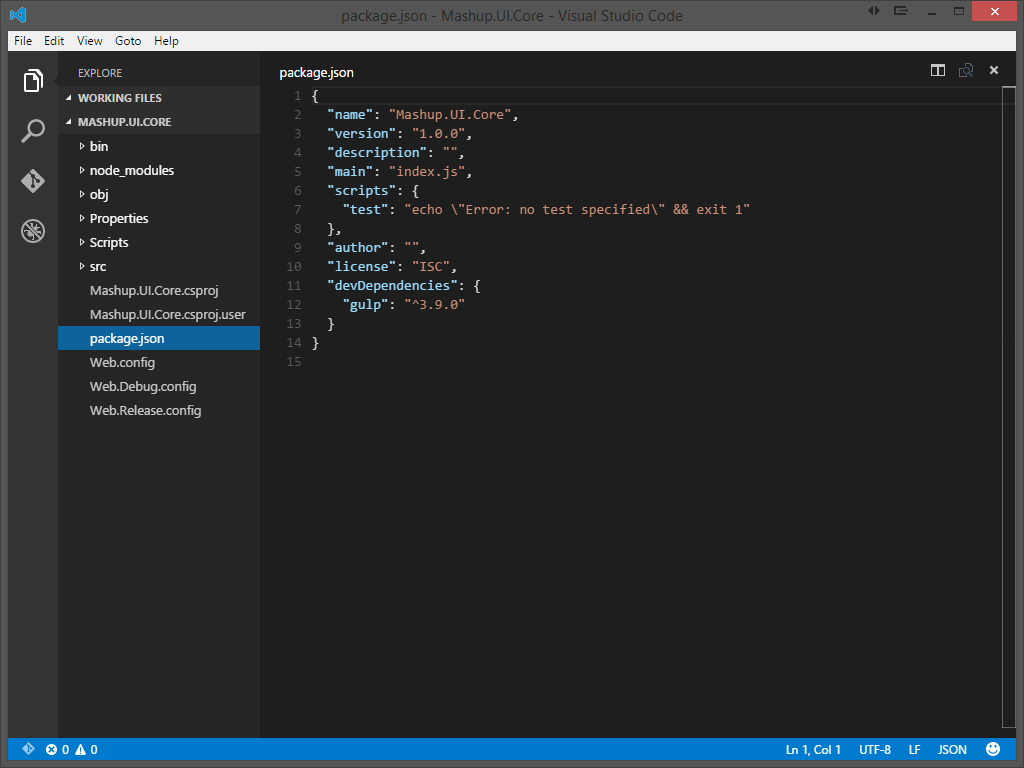 package.json - Mashup.UI.Core - Visual Studio Code
File Edit View Goto Help
EXPLORE
WORKING FILES
MASHUP.UI.CORE
bin
node_modules
obj
Properties
Scripts
src
Mashup.UI.Core.csproj
Mashup.UI.Core.csproj.user
package.json
Web.config
Web.Debug.config
Web.Release.config
package.json
1 {
2   "name": "Mashup.UI.Core",
3   "version": "1.0.0",
4   "description": "",
5   "main": "index.js",
6   "scripts": {
7     "test": "echo \"Error: no test specified\" && exit 1"
8   },
9   "author": "",
10   "license": "ISC",
11   "devDependencies": {
12     "gulp": "^3.9.0"
13   }
14 }
15
0 0 Ln 1, Col 1 UTF-8 LF JSON